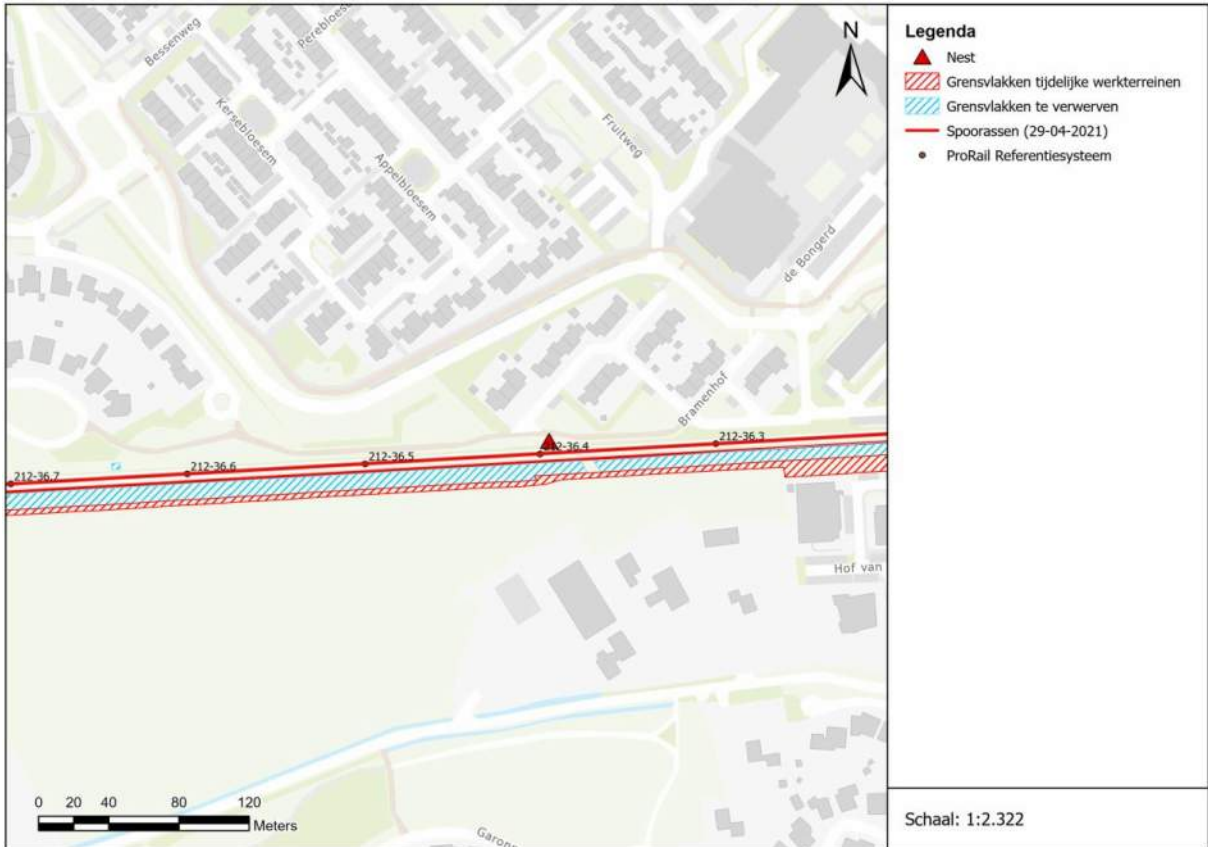 Bessenweg
Perebloesem
Kersebloesem
Appelbloesem
Fruitweg
de Bongerd
Bramenhof
N
212-36.7
212-36.6
212-36.5
212-36.4
212-36.3
Hof van
0 20 40 80 120
Meters
Legenda
Nest
Grensvlakken tijdelijke werkterreinen
Grensvlakken te verwerven
Spoorassen (29-04-2021)
ProRail Referentiesysteem
Schaal: 1:2.322